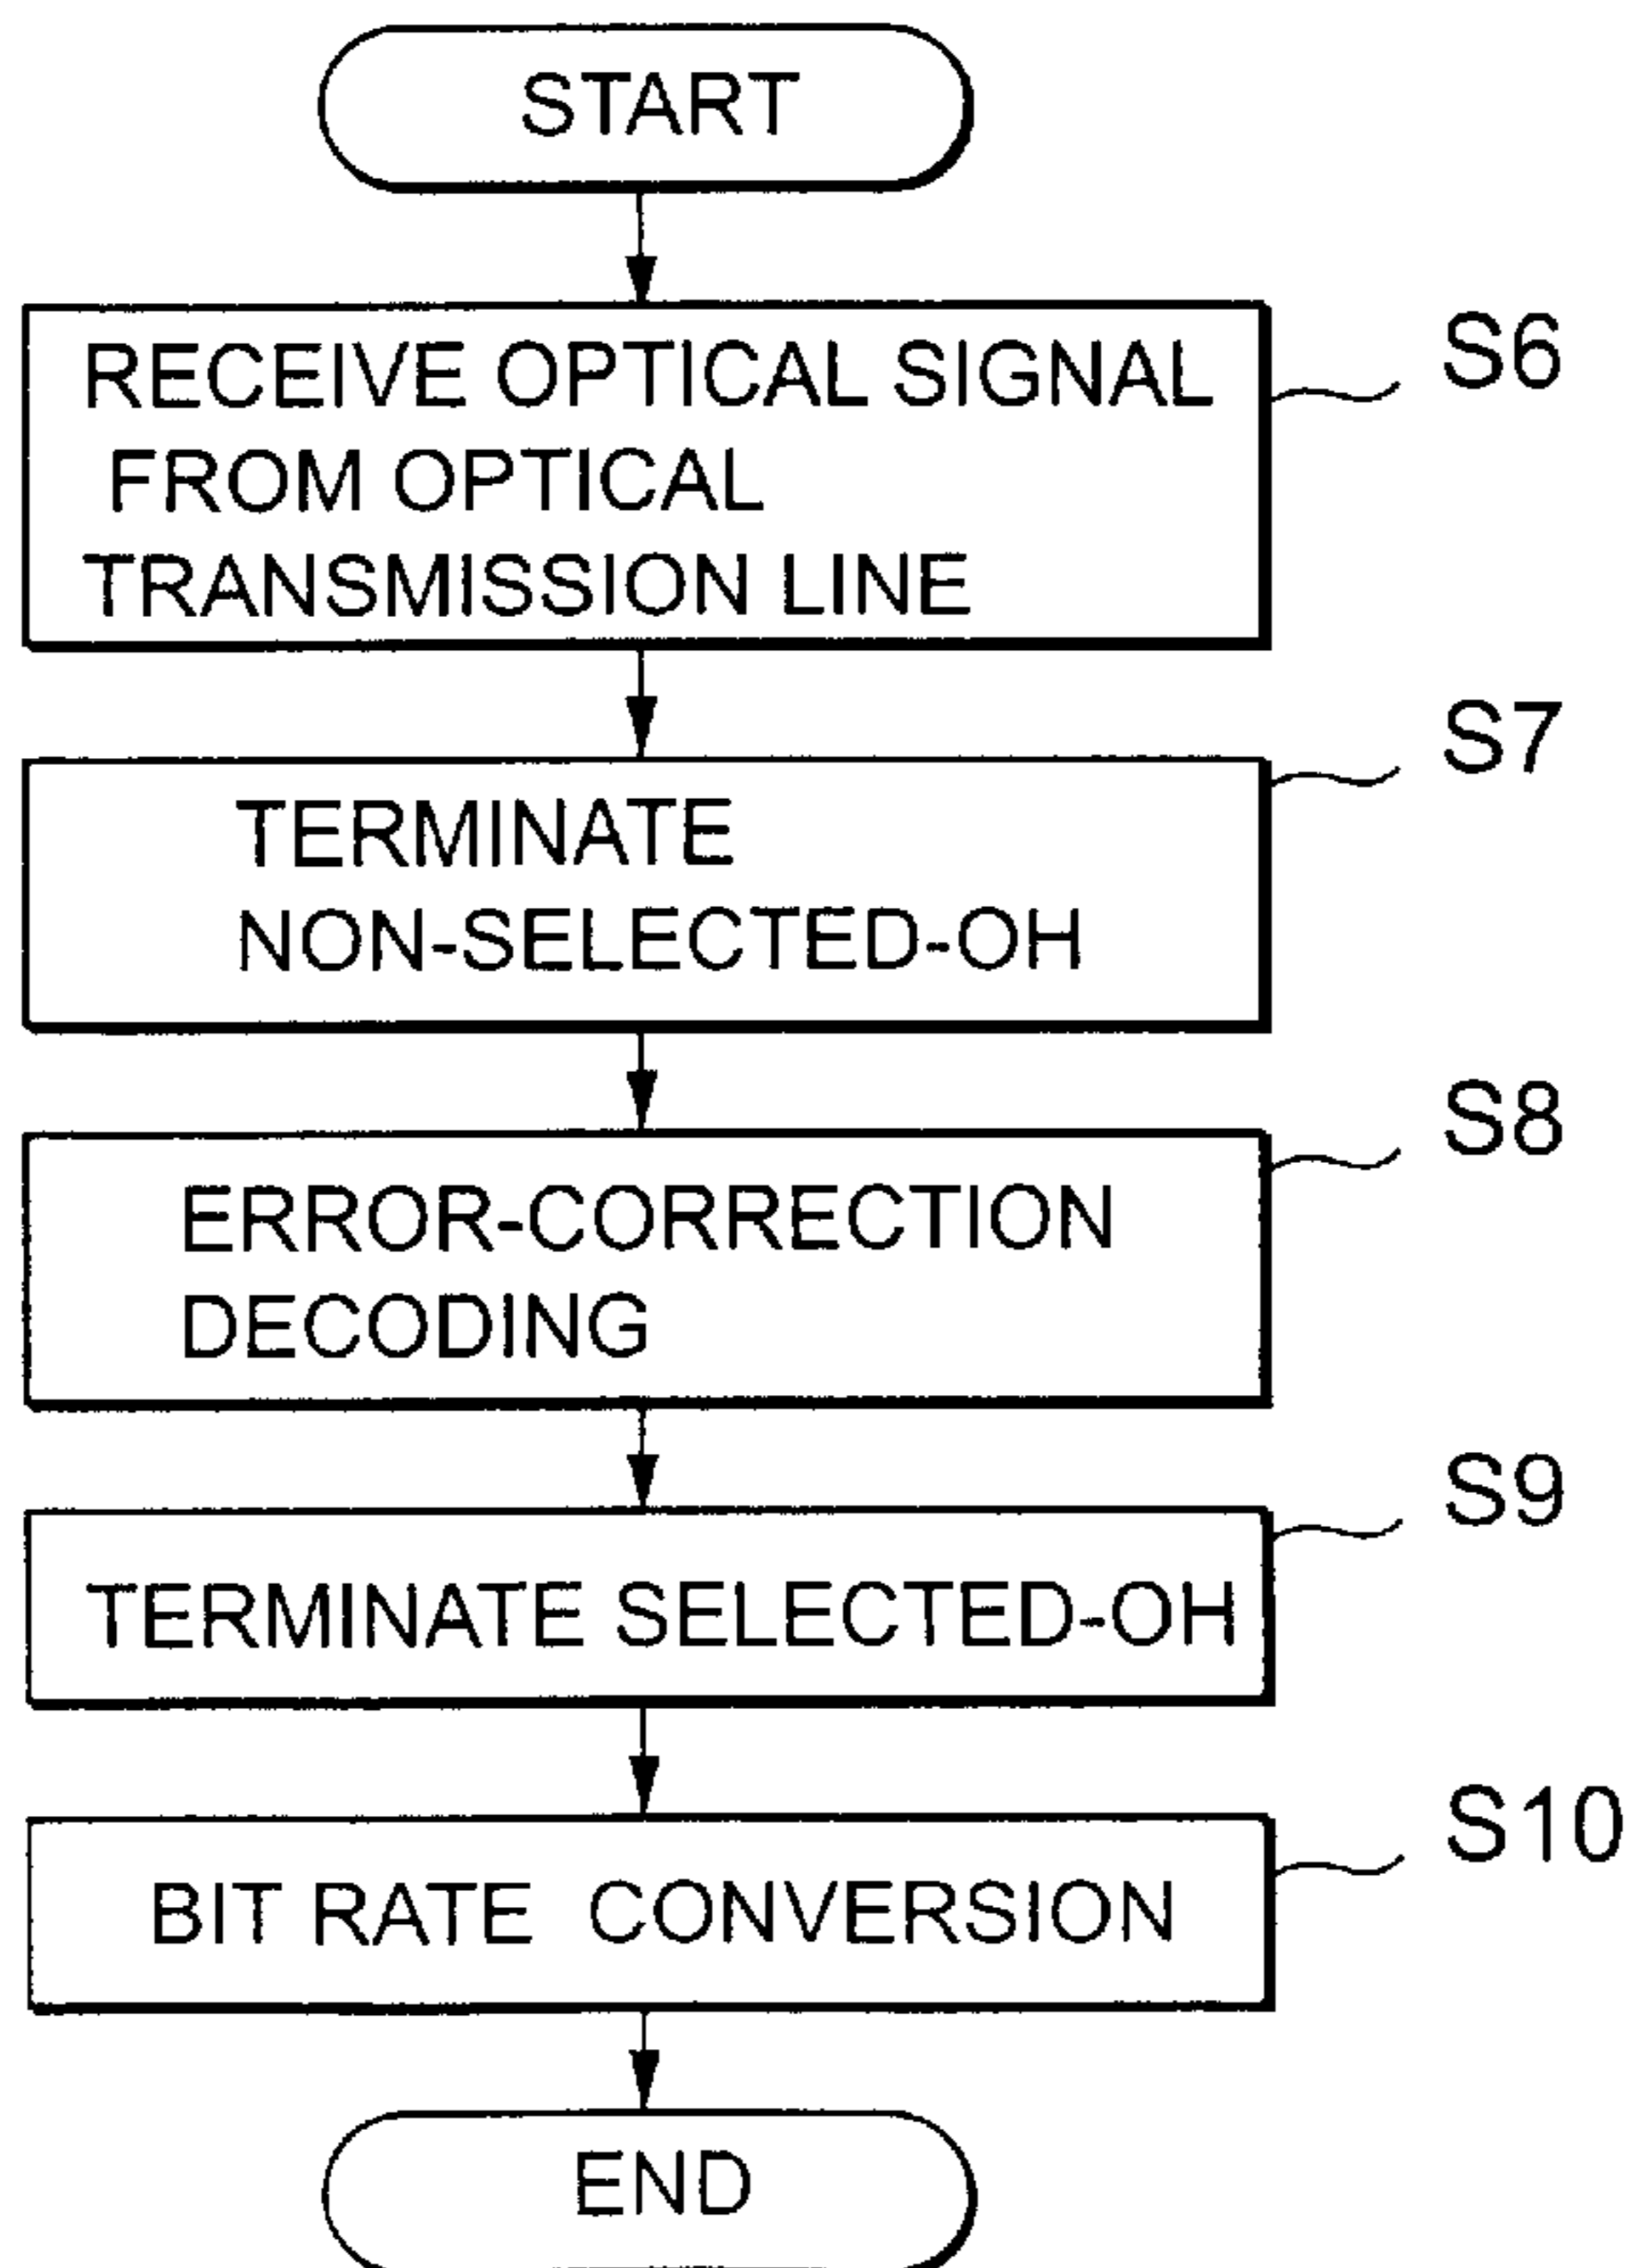 START
RECEIVE OPTICAL SIGNAL
FROM OPTICAL
TRANSMISSION LINE
S6
TERMINATE
NON-SELECTED-OH
S7
ERROR-CORRECTION
DECODING
S8
TERMINATE SELECTED-OH
S9
BIT RATE CONVERSION
S10
END